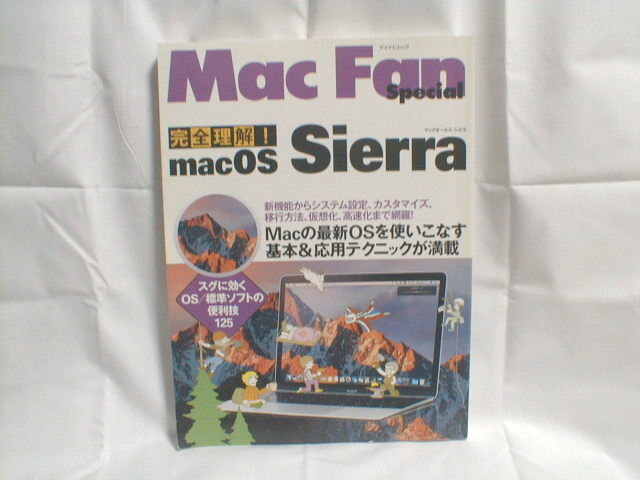 マイナビムック
Mac Fan
Special
完全理解!
マックオーエス・シエラ
macOS Sierra
新機能からシステム設定、カスタマイズ、
移行方法、仮想化、高速化まで網羅!
Macの最新OSを使いこなす
基本&応用テクニックが満載
スグに効く
OS/標準ソフトの
便利技
125